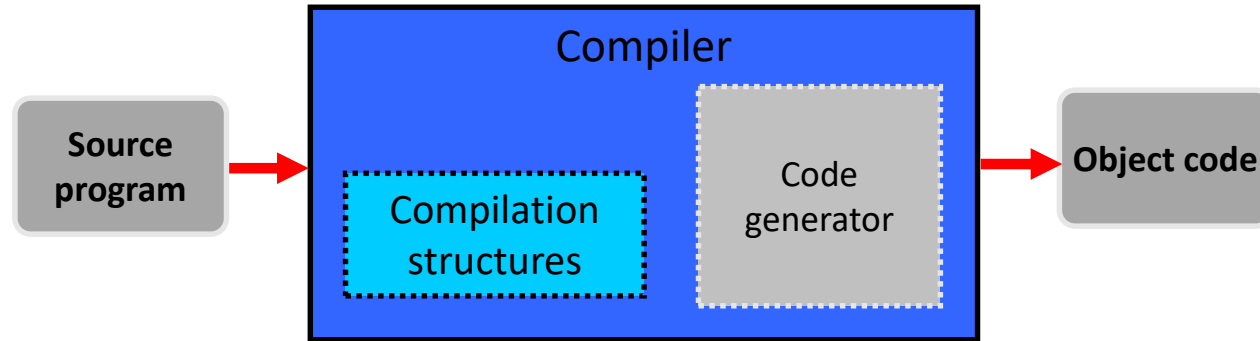 Compiler
Source
program
Compilation
structures
Code
generator
Object code